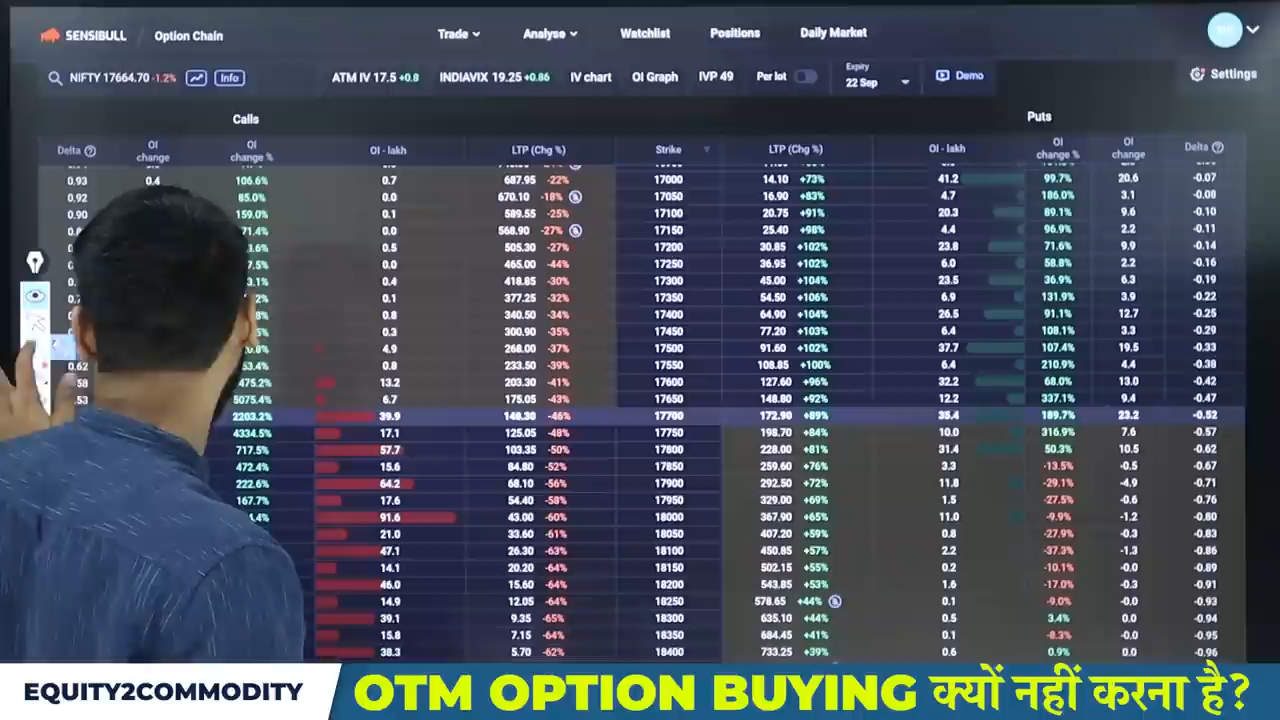 SENSIBULL Option Chain Trade Analyse Watchlist Positions Daily Market
NIFTY 17664.70 -1.2% Info ATM IV 17.5 +0.8 INDIAVIX 19.25 +0.86 IV chart OI Graph IVP 49 Per lot Expiry 22 Sep Demo Settings
Calls Puts
Delta OI change OI change % OI - lakh LTP (Chg %) Strike LTP (Chg %) OI - lakh OI change % OI change Delta
0.93 0.4 106.6% 0.7 687.95 -22% 17000 14.10 +73% 41.2 99.7% 20.6 -0.07
0.92 85.0% 0.0 670.10 -18% 17050 16.90 +83% 4.7 186.0% 3.1 -0.08
0.90 159.0% 0.1 589.55 -25% 17100 20.75 +91% 20.3 89.1% 9.6 -0.10
0.0 568.90 -27% 17150 25.40 +98% 4.4 96.9% 2.2 -0.11
0.5 505.30 -27% 17200 30.85 +102% 23.8 71.6% 9.9 -0.14
0.0 465.00 -44% 17250 36.95 +102% 6.0 58.8% 2.2 -0.16
0.4 418.85 -30% 17300 45.00 +104% 23.5 36.9% 6.3 -0.19
0.1 377.25 -32% 17350 54.50 +106% 6.9 131.9% 3.9 -0.22
0.8 340.50 -34% 17400 64.90 +104% 26.5 91.1% 12.7 -0.25
0.3 300.90 -35% 17450 77.20 +103% 6.4 108.1% 3.3 -0.29
4.9 268.00 -37% 17500 91.60 +102% 37.7 107.4% 19.5 -0.33
0.62 0.8 233.50 -39% 17550 108.85 +100% 6.4 210.9% 4.4 -0.38
475.2% 13.2 203.30 -41% 17600 127.60 +96% 32.2 68.0% 13.0 -0.42
5075.4% 6.7 175.05 -43% 17650 148.80 +92% 12.2 337.1% 9.4 -0.47
2203.2% 39.9 148.30 -46% 17700 172.90 +89% 35.4 189.7% 23.2 -0.52
4334.5% 17.1 125.05 -48% 17750 198.70 +84% 10.0 316.9% 7.6 -0.57
717.5% 57.7 103.35 -50% 17800 228.00 +81% 31.4 50.3% 10.5 -0.62
472.4% 15.6 84.80 -52% 17850 259.60 +76% 3.3 -13.5% -0.5 -0.67
222.6% 64.2 68.10 -56% 17900 292.50 +72% 11.8 -29.1% -4.9 -0.71
167.7% 17.6 54.40 -58% 17950 329.00 +69% 1.5 -27.5% -0.6 -0.76
91.6 43.00 -60% 18000 367.90 +65% 11.0 -9.9% -1.2 -0.80
21.0 33.60 -61% 18050 407.20 +59% 0.8 -27.9% -0.3 -0.83
47.1 26.30 -63% 18100 450.85 +57% 2.2 -37.3% -1.3 -0.86
14.1 20.20 -64% 18150 502.15 +55% 0.2 -10.1% -0.0 -0.89
46.0 15.60 -64% 18200 543.85 +53% 1.6 -17.0% -0.3 -0.91
14.9 12.05 -64% 18250 578.65 +44% 0.1 -9.0% -0.0 -0.93
39.1 9.35 -65% 18300 635.10 +44% 0.5 3.4% 0.0 -0.94
15.8 7.15 -64% 18350 684.45 +41% 0.1 -8.3% -0.0 -0.95
38.3 5.70 -62% 18400 733.25 +39% 0.6 0.9% 0.0 -0.96
EQUITY2COMMODITY OTM OPTION BUYING क्यों नहीं करना है?